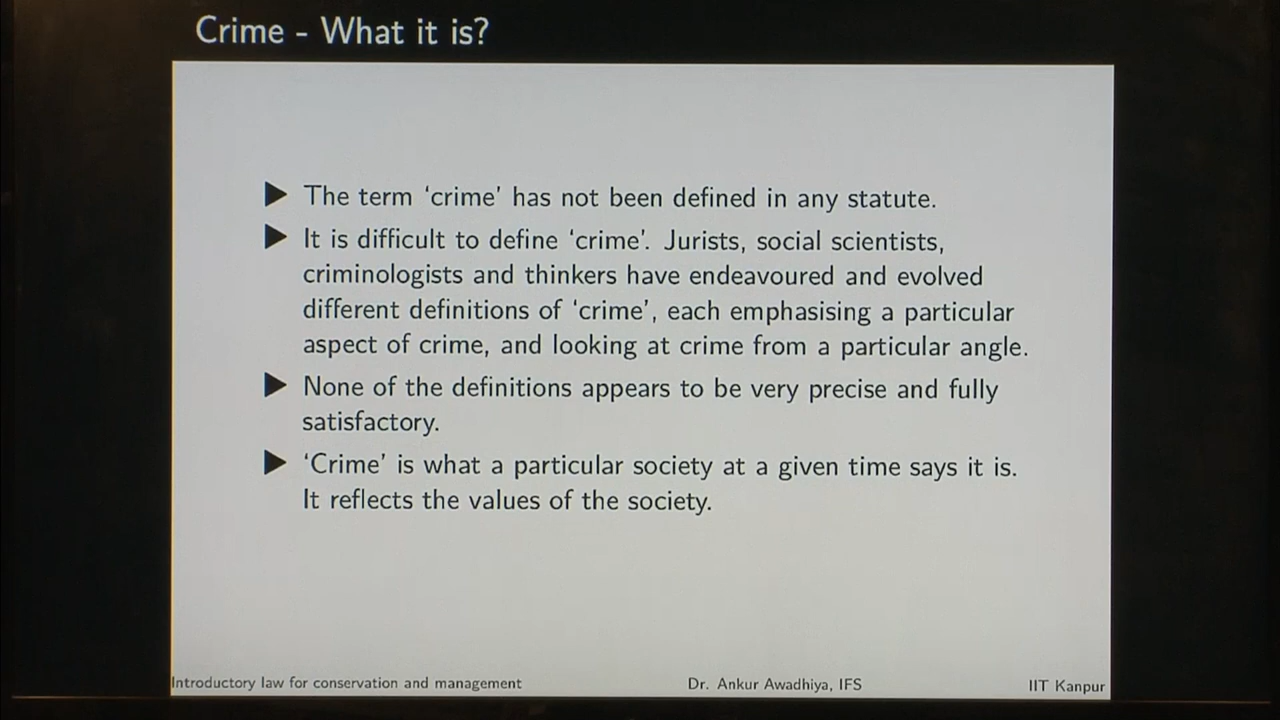 Crime - What it is?
▶ The term ‘crime’ has not been defined in any statute.
▶ It is difficult to define ‘crime’. Jurists, social scientists,
criminologists and thinkers have endeavoured and evolved
different definitions of ‘crime’, each emphasising a particular
aspect of crime, and looking at crime from a particular angle.
▶ None of the definitions appears to be very precise and fully
satisfactory.
▶ ‘Crime’ is what a particular society at a given time says it is.
It reflects the values of the society.
Introductory law for conservation and management Dr. Ankur Awadhiya, IFS IIT Kanpur